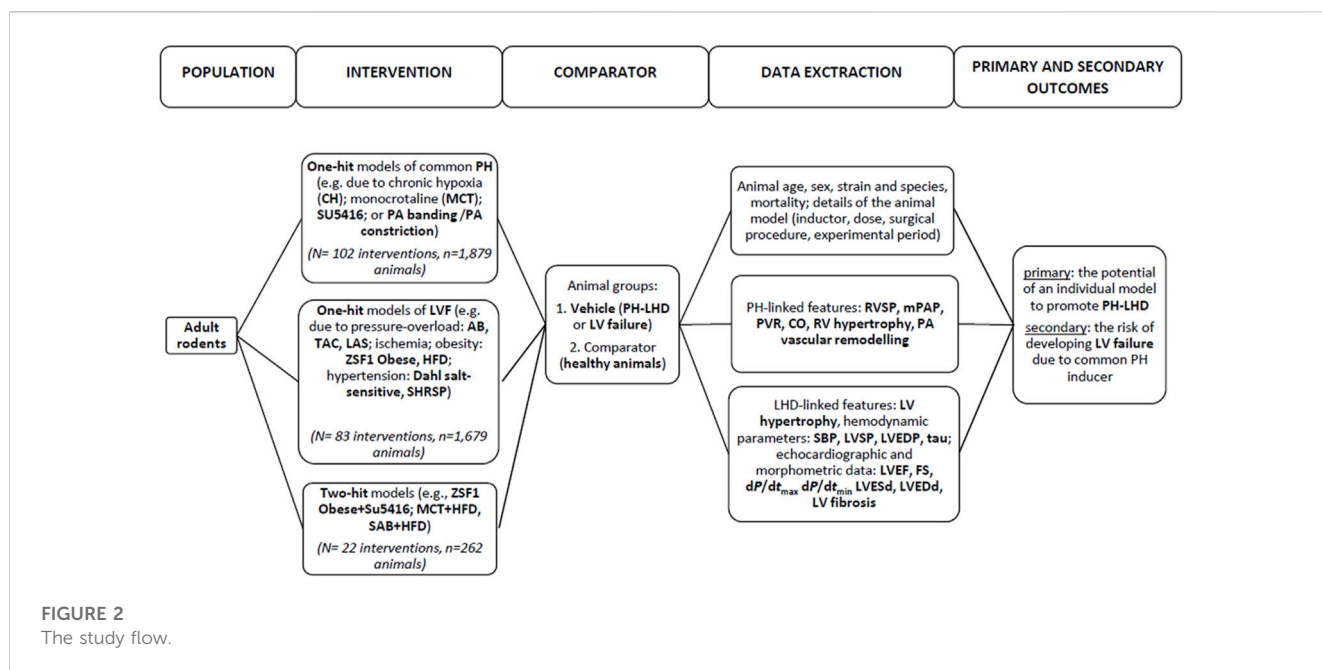 POPULATION
INTERVENTION
COMPARATOR
DATA EXCTRACTION
PRIMARY AND SECONDARY
OUTCOMES
Adult
rodents
One-hit models of common PH
(e.g. due to chronic hypoxia
(CH); monocrotaline (MCT);
SU5416; or PA banding /PA
constriction)
(N= 102 interventions, n=1,879
animals)
One-hit models of LVF (e.g.
due to pressure-overload: AB,
TAC, LAS; ischemia; obesity:
ZSF1 Obese, HFD;
hypertension: Dahl salt-
sensitive, SHRSP)
(N= 83 interventions, n=1,679
animals)
Two-hit models (e.g., ZSF1
Obese+Su5416; MCT+HFD,
SAB+HFD)
(N= 22 interventions, n=262
animals)
Animal groups:
1. Vehicle (PH-LHD
or LV failure)
2. Comparator
(healthy animals)
Animal age, sex, strain and species,
mortality; details of the animal
model (inductor, dose, surgical
procedure, experimental period)
PH-linked features: RVSP, mPAP,
PVR, CO, RV hypertrophy, PA
vascular remodelling
LHD-linked features: LV
hypertrophy, hemodynamic
parameters: SBP, LVSP, LVEDP, tau;
echocardiographic and
morphometric data: LVEF, FS,
dP/dtmax dP/dtmin LVESd, LVEDd,
LV fibrosis
primary: the potential
of an individual model
to promote PH-LHD
secondary: the risk of
developing LV failure
due to common PH
inducer
FIGURE 2
The study flow.